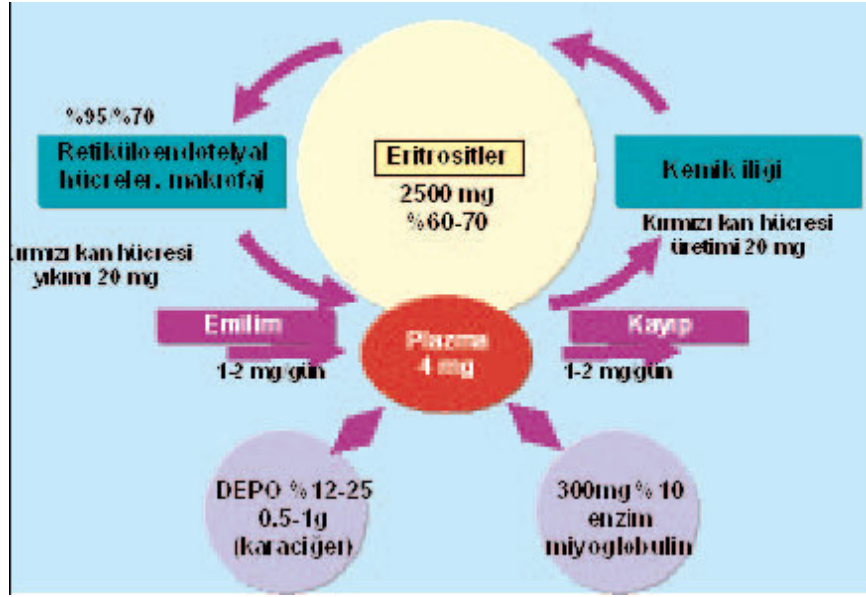 %95/%70
Retiküloendotelyal
hücreler, makrofaj
Eritrositler
2500 mg
%60-70
Kemik iliği
Kırmızı kan hücresi
üretimi 20 mg
Kırmızı kan hücresi
yıkımı 20 mg
Emilim
1-2 mg/gün
Plazma
4 mg
Kayıp
1-2 mg/gün
DEPO %12-25
0.5-1g
(karaciğer)
300mg %10
enzim
miyoglobulin